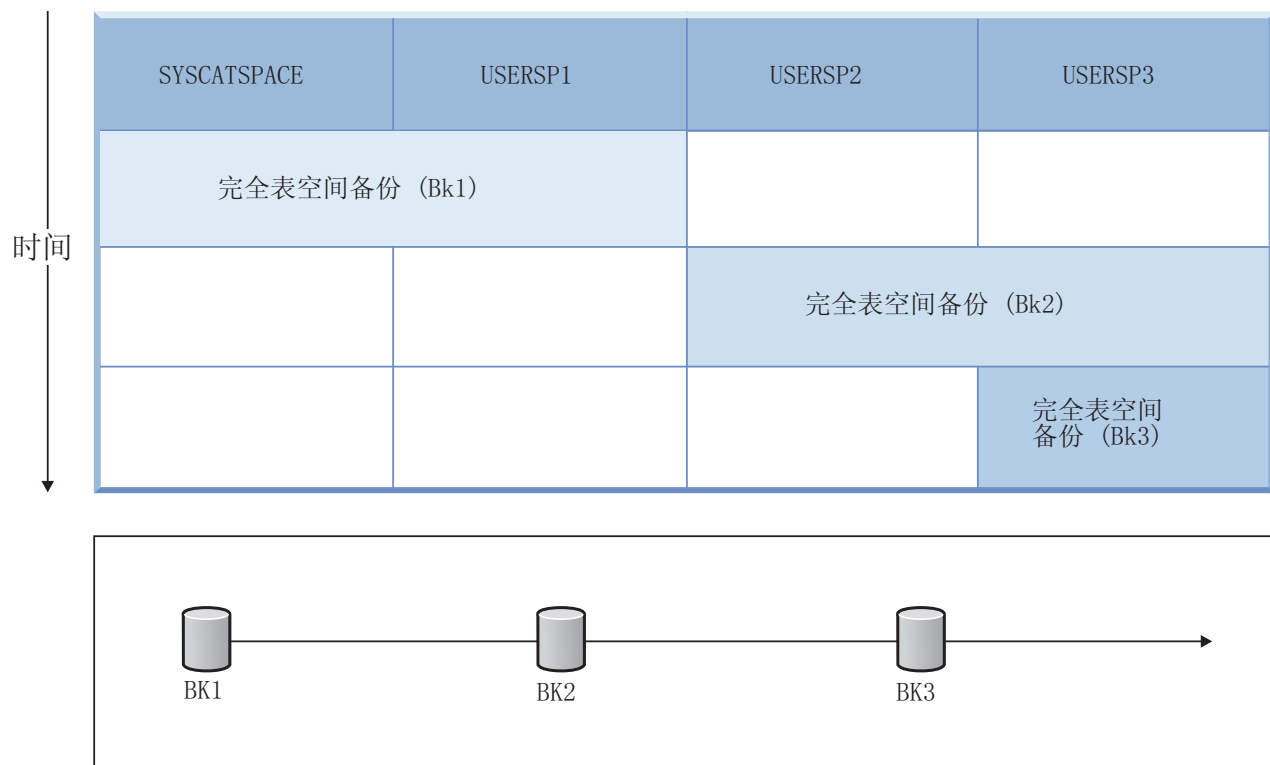 SYSCATSPACE
USERSP1
USERSP2
USERSP3
完全表空间备份 (Bk1)
时间
完全表空间备份 (Bk2)
完全表空间
备份 (Bk3)
BK1
BK2
BK3